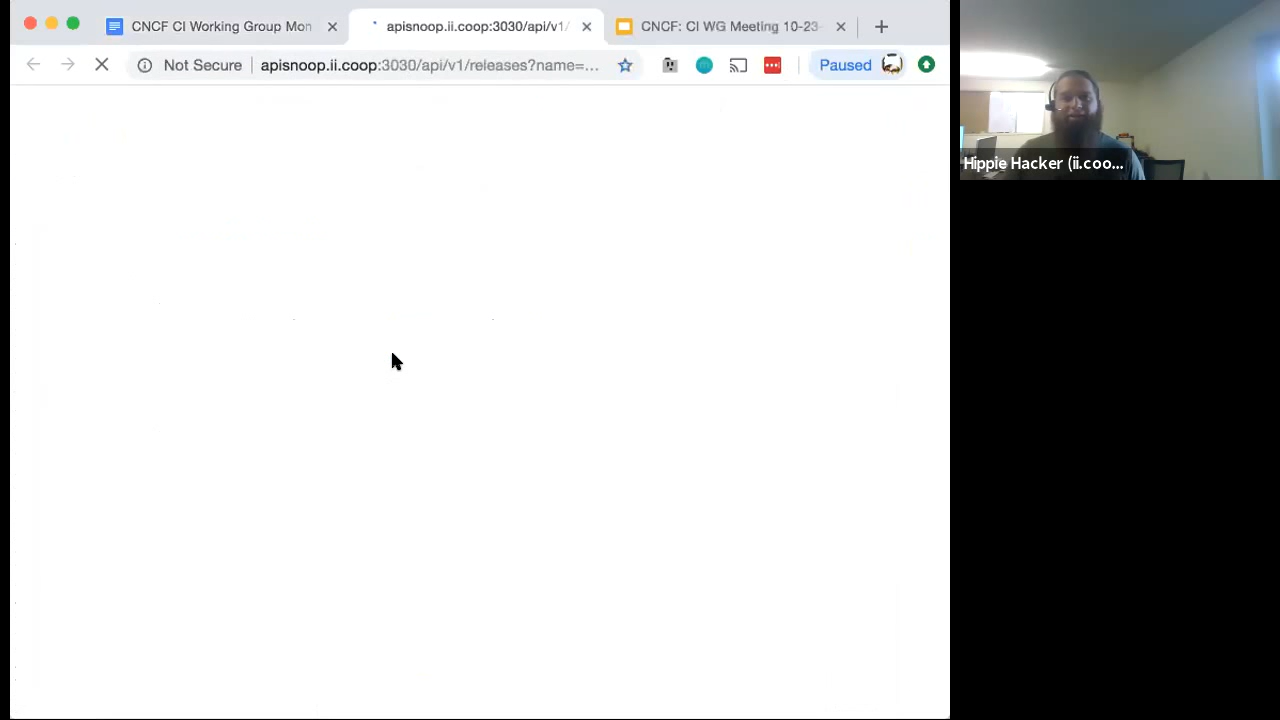 CNCF CI Working Group Mon
apisnoop.ii.coop:3030/api/v1/
CNCF: CI WG Meeting 10-23-
Not Secure
apisnoop.ii.coop:3030/api/v1/releases?name=...
Paused
Hippie Hacker (ii.coo...